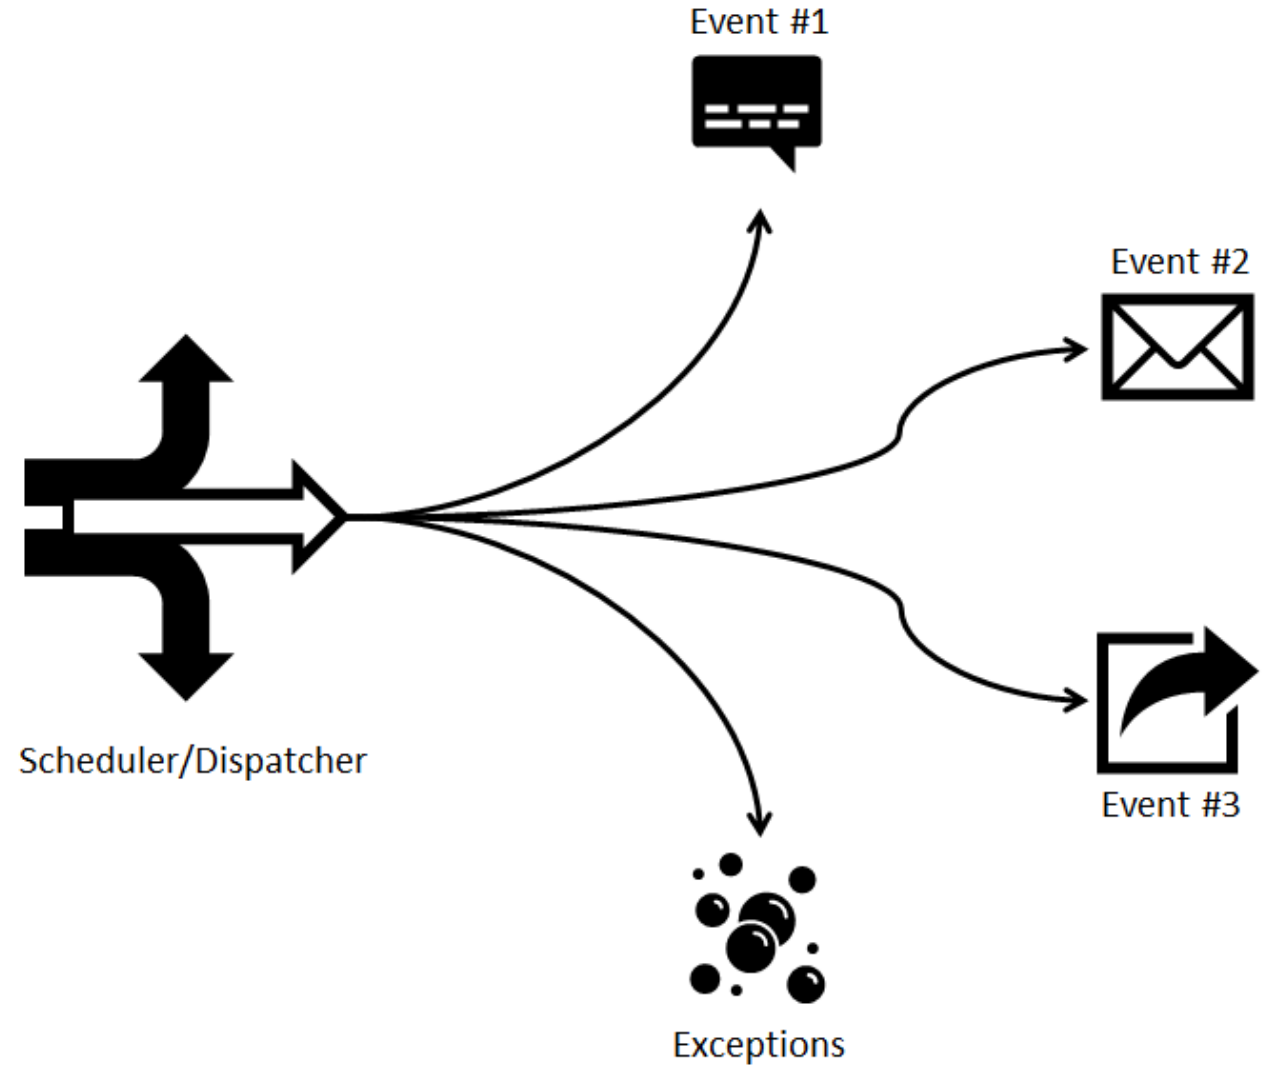 Event #1
Event #2
Scheduler/Dispatcher
Event #3
Exceptions